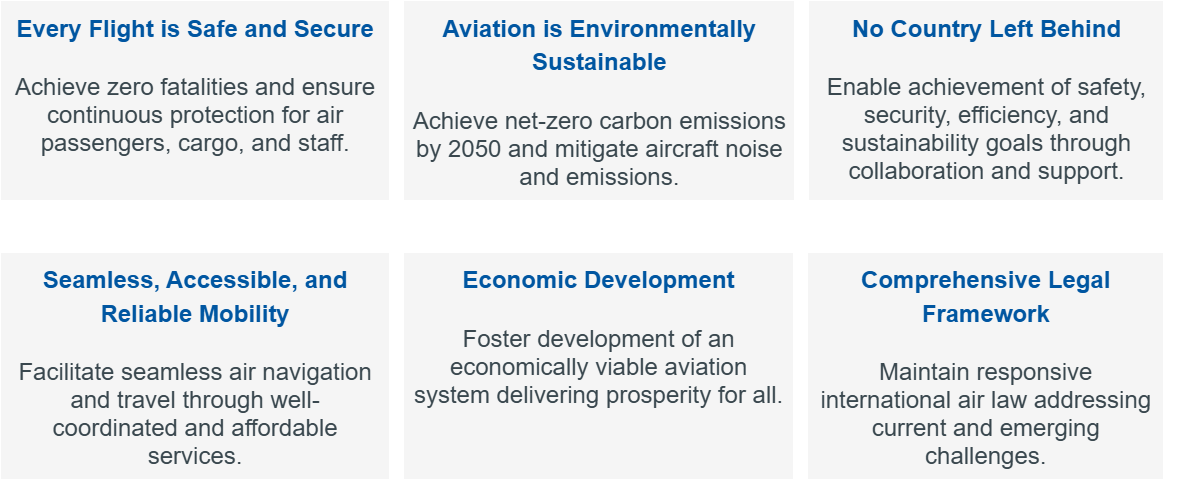 Every Flight is Safe and Secure
Achieve zero fatalities and ensure
continuous protection for air
passengers, cargo, and staff.
Aviation is Environmentally
Sustainable
Achieve net-zero carbon emissions
by 2050 and mitigate aircraft noise
and emissions.
No Country Left Behind
Enable achievement of safety,
security, efficiency, and
sustainability goals through
collaboration and support.
Seamless, Accessible, and
Reliable Mobility
Facilitate seamless air navigation
and travel through well-
coordinated and affordable
services.
Economic Development
Foster development of an
economically viable aviation
system delivering prosperity for all.
Comprehensive Legal
Framework
Maintain responsive
international air law addressing
current and emerging
challenges.